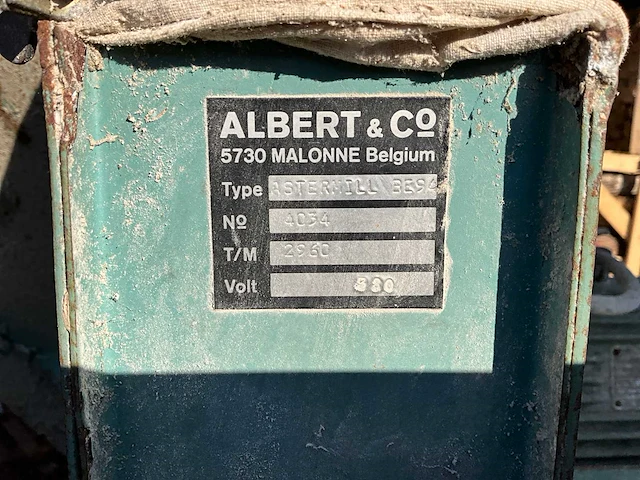 ALBERT & Cº
5730 MALONNE Belgium
Type ASTERMILL BE94
Nº 4034
T/M 2960
Volt 380